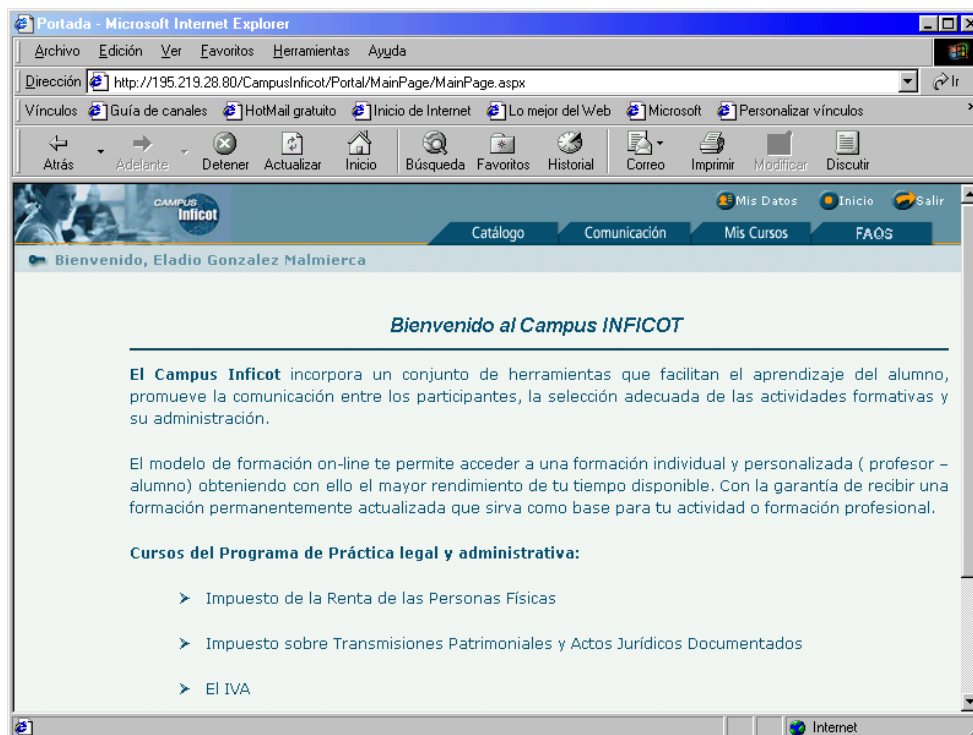 Portada - Microsoft Internet Explorer
Archivo Edición Ver Favoritos Herramientas Ayuda
Dirección http://195.219.28.80/CampusInficot/Portal/MainPage/MainPage.aspx Ir
Vínculos Guía de canales HotMail gratuito Inicio de Internet Lo mejor del Web Microsoft Personalizar vínculos »
Atrás Adelante Detener Actualizar Inicio Búsqueda Favoritos Historial Correo Imprimir Modificar Discutir
CAMPUS
Inficot
Mis Datos Inicio Salir
Catálogo Comunicación Mis Cursos FAQS
Bienvenido, Eladio Gonzalez Malmierca
Bienvenido al Campus INFICOT
El Campus Inficot incorpora un conjunto de herramientas que facilitan el aprendizaje del alumno,
promueve la comunicación entre los participantes, la selección adecuada de las actividades formativas y
su administración.
El modelo de formación on-line te permite acceder a una formación individual y personalizada ( profesor –
alumno) obteniendo con ello el mayor rendimiento de tu tiempo disponible. Con la garantía de recibir una
formación permanentemente actualizada que sirva como base para tu actividad o formación profesional.
Cursos del Programa de Práctica legal y administrativa:
➤ Impuesto de la Renta de las Personas Físicas
➤ Impuesto sobre Transmisiones Patrimoniales y Actos Jurídicos Documentados
➤ El IVA
Internet